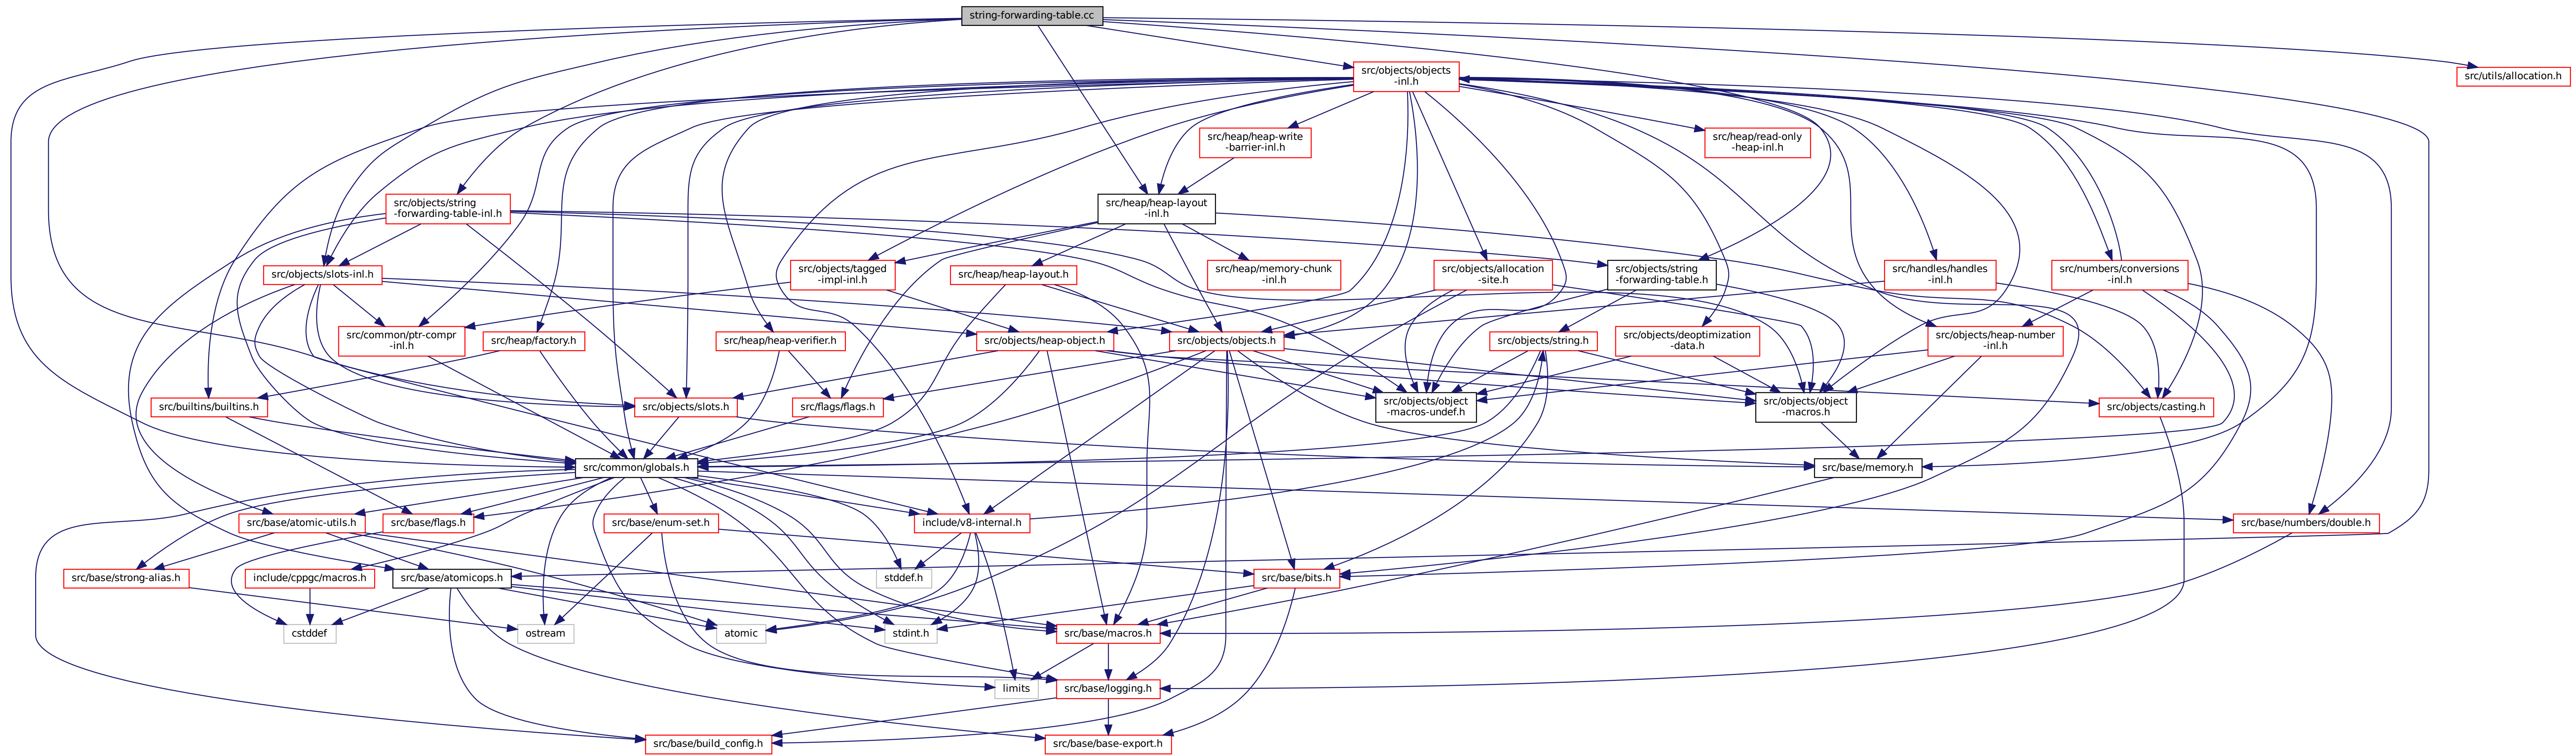 string-forwarding-table.cc
src/objects/objects
-inl.h
src/utils/allocation.h
src/heap/heap-write
-barrier-inl.h
src/heap/read-only
-heap-inl.h
src/objects/string
-forwarding-table-inl.h
src/heap/heap-layout
-inl.h
src/objects/slots-inl.h
src/objects/tagged
-impl-inl.h
src/heap/heap-layout.h
src/heap/memory-chunk
-inl.h
src/objects/allocation
-site.h
src/objects/string
-forwarding-table.h
src/handles/handles
-inl.h
src/numbers/conversions
-inl.h
src/common/ptr-compr
-inl.h
src/heap/factory.h
src/heap/heap-verifier.h
src/objects/heap-object.h
src/objects/objects.h
src/objects/string.h
src/objects/deoptimization
-data.h
src/objects/heap-number
-inl.h
src/builtins/builtins.h
src/objects/slots.h
src/flags/flags.h
src/objects/object
-macros-undef.h
src/objects/object
-macros.h
src/objects/casting.h
src/common/globals.h
src/base/memory.h
src/base/atomic-utils.h
src/base/flags.h
src/base/enum-set.h
include/v8-internal.h
src/base/numbers/double.h
src/base/strong-alias.h
include/cppgc/macros.h
src/base/atomicops.h
stddef.h
src/base/bits.h
cstddef
ostream
atomic
stdint.h
src/base/macros.h
limits
src/base/logging.h
src/base/build_config.h
src/base/base-export.h